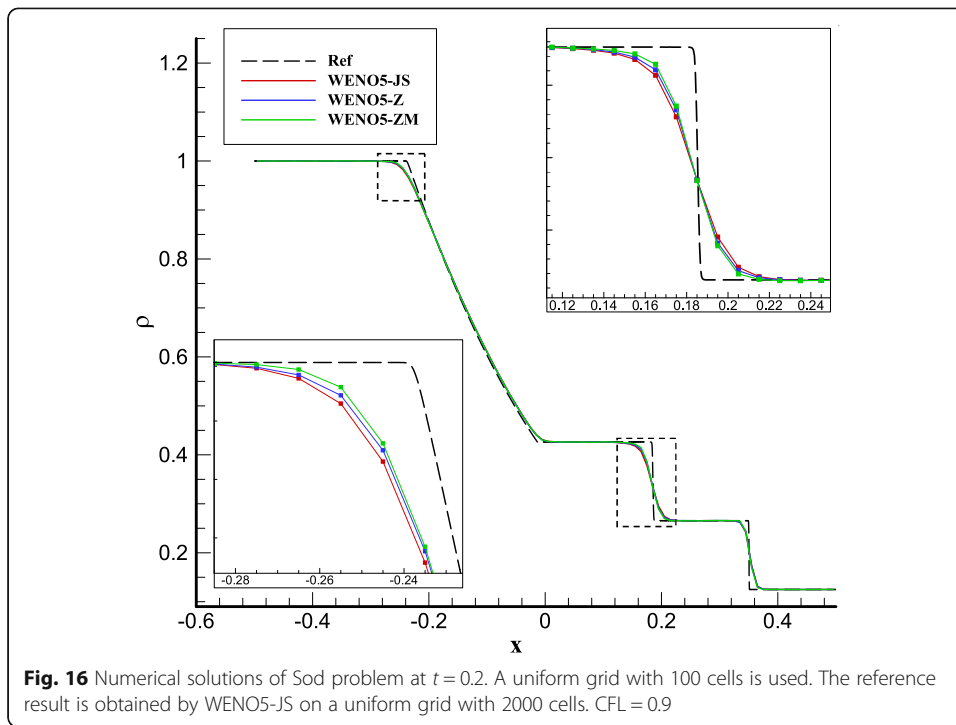 Ref
WENO5-JS
WENO5-Z
WENO5-ZM
1.2
1
0.8
0.6
0.4
0.2
ρ
-0.6
-0.4
-0.2
0
0.2
0.4
x
0.12
0.14
0.16
0.18
0.2
0.22
0.24
-0.28
-0.26
-0.24
Fig. 16 Numerical solutions of Sod problem at t = 0.2. A uniform grid with 100 cells is used. The reference
result is obtained by WENO5-JS on a uniform grid with 2000 cells. CFL = 0.9